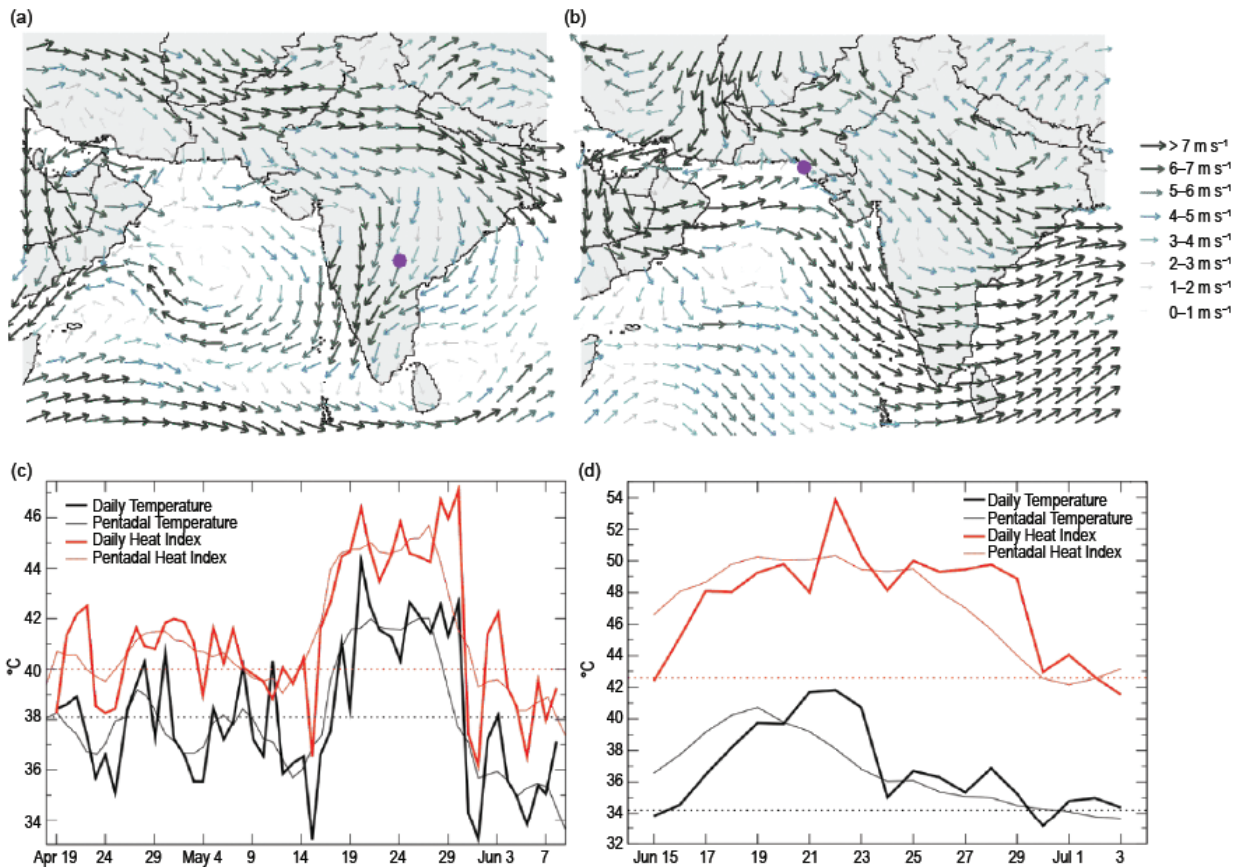 (a)
(b)
> 7 m s⁻¹
6–7 m s⁻¹
5–6 m s⁻¹
4–5 m s⁻¹
3–4 m s⁻¹
2–3 m s⁻¹
1–2 m s⁻¹
0–1 m s⁻¹
(c)
46
44
42
40
38
36
34
°C
Daily Temperature
Pentadal Temperature
Daily Heat Index
Pentadal Heat Index
Apr 19 24 29 May 4 9 14 19 24 29 Jun 3 7
(d)
54
52
50
48
46
44
42
40
38
36
34
32
°C
Daily Temperature
Pentadal Temperature
Daily Heat Index
Pentadal Heat Index
Jun 15 17 19 21 23 25 27 29 Jul 1 3